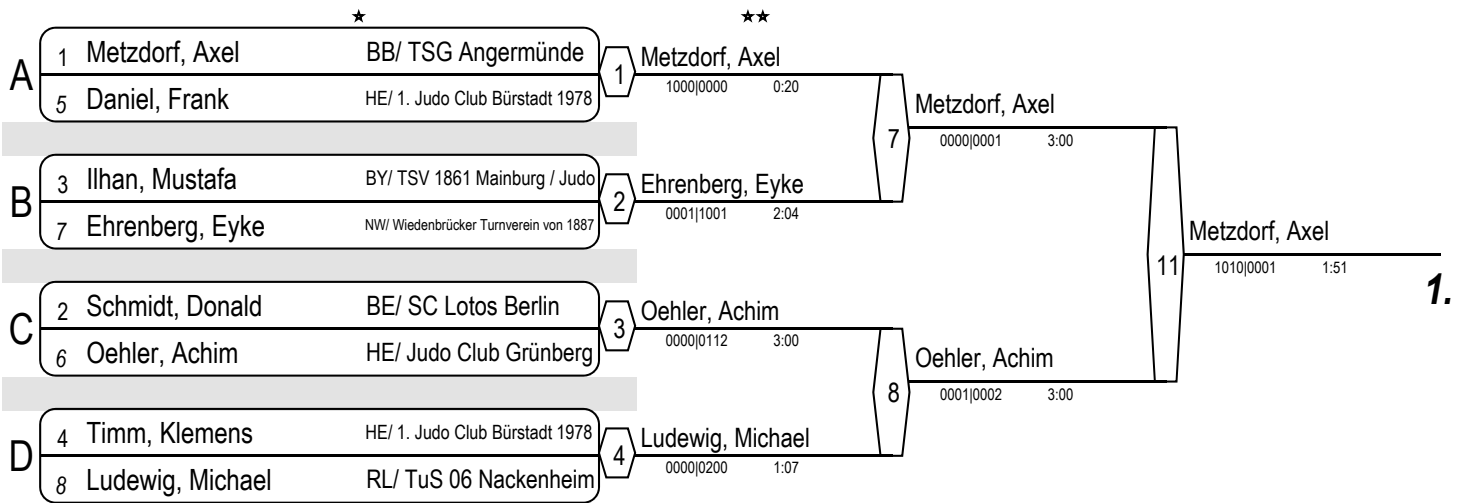 ★ ★★
A
1 Metzdorf, Axel BB/ TSG Angermünde
5 Daniel, Frank HE/ 1. Judo Club Bürstadt 1978
1
Metzdorf, Axel
1000|0000 0:20
B
3 Ilhan, Mustafa BY/ TSV 1861 Mainburg / Judo
7 Ehrenberg, Eyke NW/ Wiedenbrücker Turnverein von 1887
2
Ehrenberg, Eyke
0001|1001 2:04
7
Metzdorf, Axel
0000|0001 3:00
C
2 Schmidt, Donald BE/ SC Lotos Berlin
6 Oehler, Achim HE/ Judo Club Grünberg
3
Oehler, Achim
0000|0112 3:00
D
4 Timm, Klemens HE/ 1. Judo Club Bürstadt 1978
8 Ludewig, Michael RL/ TuS 06 Nackenheim
4
Ludewig, Michael
0000|0200 1:07
8
Oehler, Achim
0001|0002 3:00
11
Metzdorf, Axel
1010|0001 1:51
1.